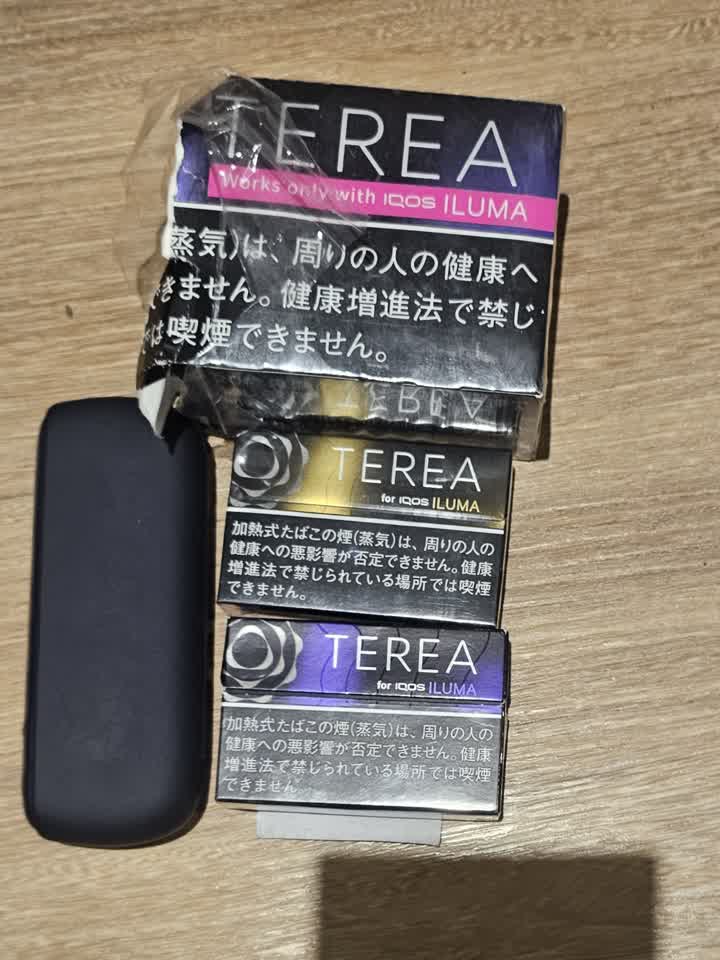 TEREA
Works only with IQOS ILUMA
蒸気)は、周りの人の健康へ
できません。健康増進法で禁じ
では喫煙できません。
TEREA
TEREA
for IQOS ILUMA
加熱式たばこの煙(蒸気)は、周りの人の
健康への悪影響が否定できません。健康
増進法で禁じられている場所では喫煙
できません。
TEREA
for IQOS ILUMA
加熱式たばこの煙(蒸気)は、周りの人の
健康への悪影響が否定できません。健康
増進法で禁じられている場所では喫煙
できません。